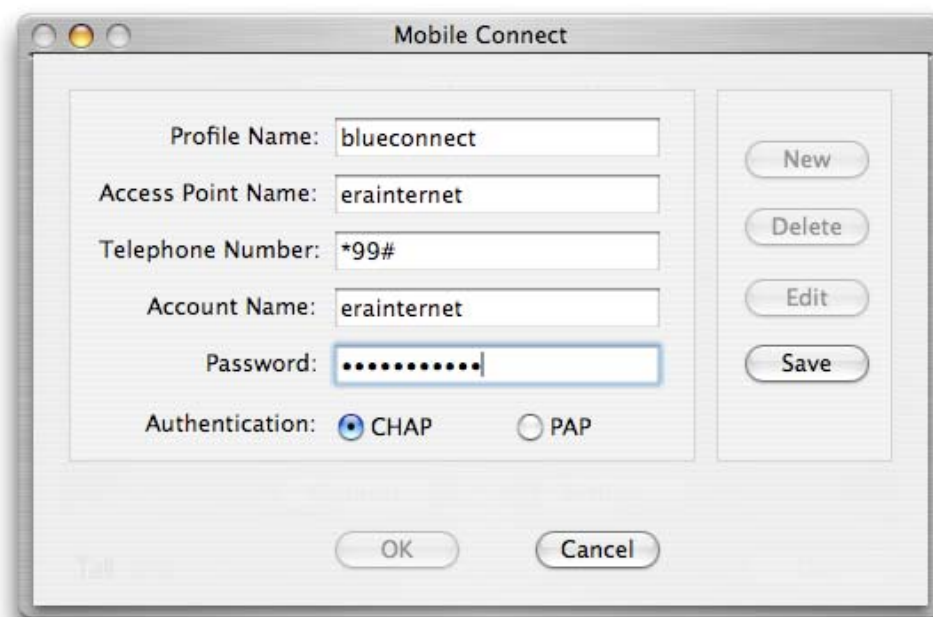 Mobile Connect
Profile Name: blueconnect
Access Point Name: erainternet
Telephone Number: *99#
Account Name: erainternet
Password: •••••••••••
Authentication: CHAP PAP
New
Delete
Edit
Save
OK Cancel